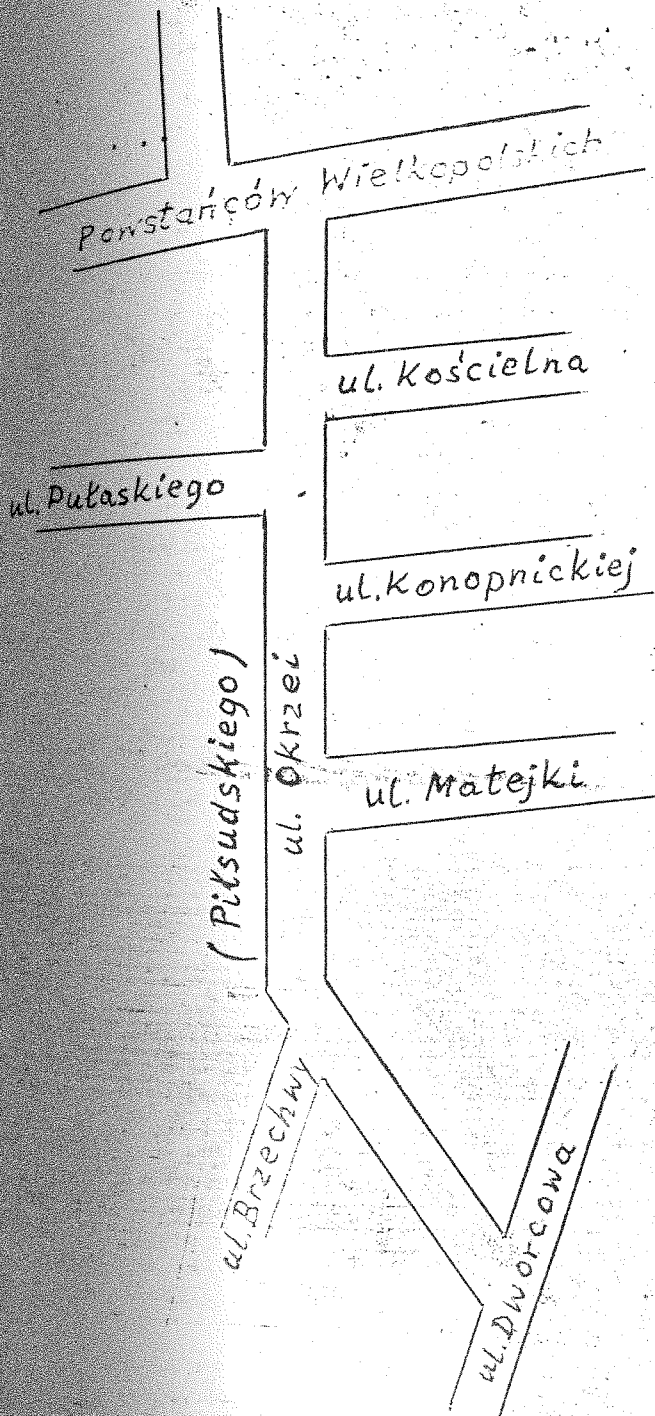 Powstańców Wielkopolskich
ul. Kościelna
ul. Pułaskiego
ul. Konopnickiej
(Piłsudskiego)
ul. Okrzei
ul. Matejki
ul. Brzechwy
ul. Dworcowa